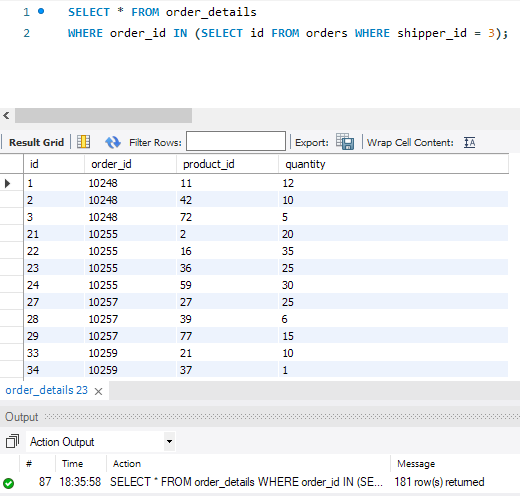 1 SELECT * FROM order_details
2 WHERE order_id IN (SELECT id FROM orders WHERE shipper_id = 3);
Result Grid Filter Rows: Export: Wrap Cell Content: IA
id order_id product_id quantity
1 10248 11 12
2 10248 42 10
3 10248 72 5
21 10255 2 20
22 10255 16 35
23 10255 36 25
24 10255 59 30
27 10257 27 25
28 10257 39 6
29 10257 77 15
33 10259 21 10
34 10259 37 1
order_details 23
Output
Action Output
# Time Action Message
87 18:35:58 SELECT * FROM order_details WHERE order_id IN (SE... 181 row(s) returned